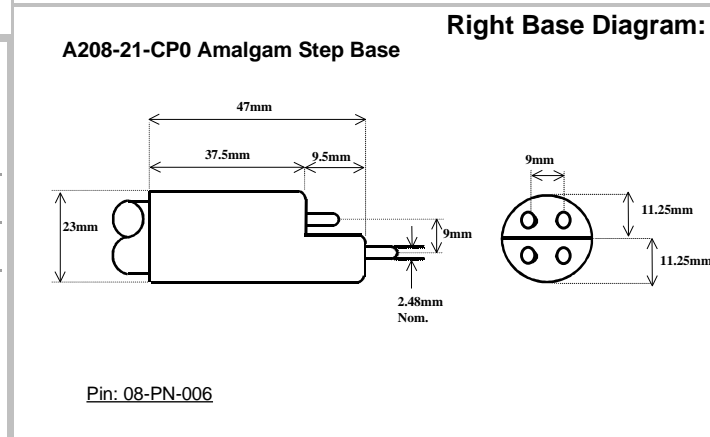 Right Base Diagram:
A208-21-CP0 Amalgam Step Base
47mm
37.5mm
9.5mm
9mm
23mm
11.25mm
9mm
11.25mm
2.48mm
Nom.
Pin: 08-PN-006